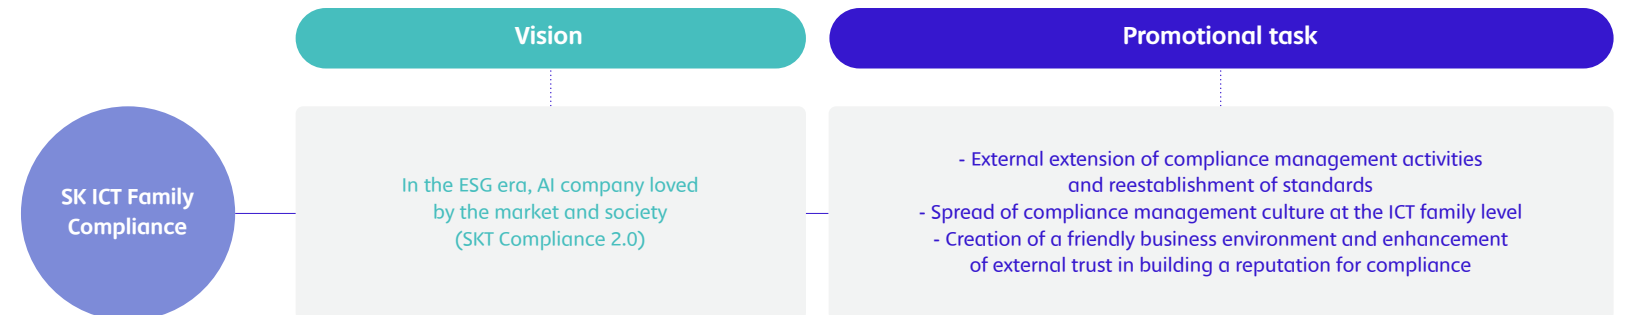 Vision
Promotional task
SK ICT Family
Compliance
In the ESG era, AI company loved
by the market and society
(SKT Compliance 2.0)
- External extension of compliance management activities
and reestablishment of standards
- Spread of compliance management culture at the ICT family level
- Creation of a friendly business environment and enhancement
of external trust in building a reputation for compliance